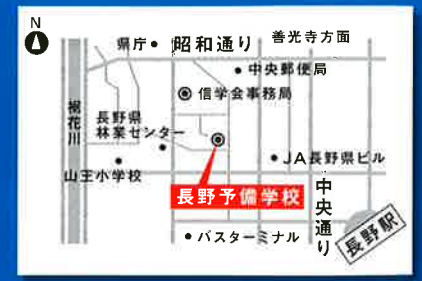 N
県庁
昭和通り
善光寺方面
中央郵便局
信学会事務局
裾花川
長野県
林業センター
山王小学校
JA長野県ビル
長野予備学校
中央通り
バスターミナル
長野駅